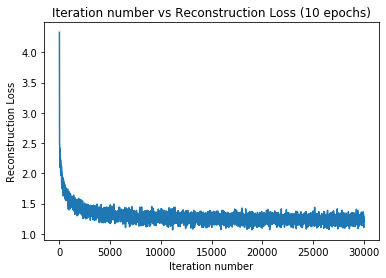 Iteration number vs Reconstruction Loss (10 epochs)
4.0
3.5
3.0
2.5
2.0
1.5
1.0
Reconstruction Loss
0 5000 10000 15000 20000 25000 30000
Iteration number